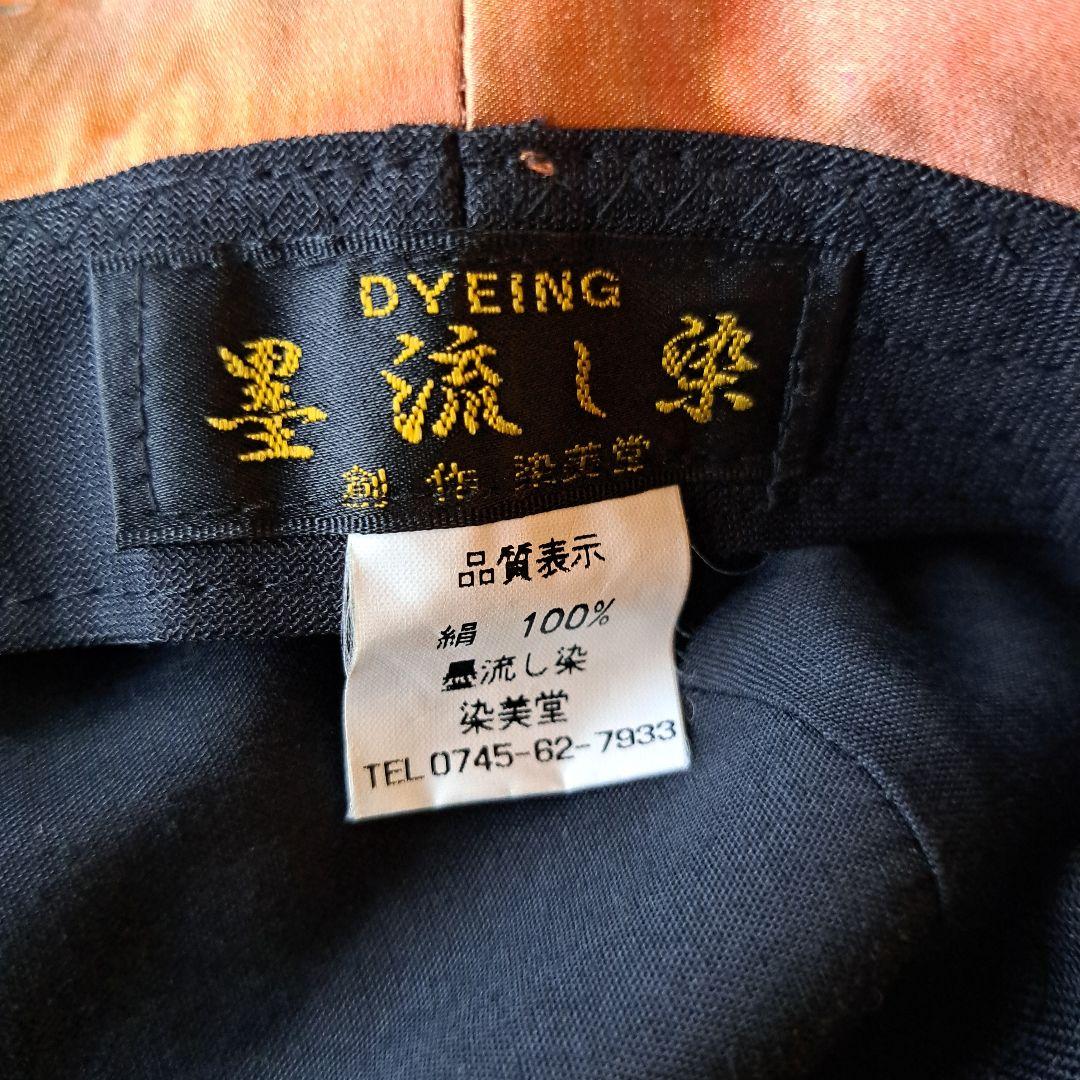 DYEING
墨流し染
創作 染美堂
品質表示
絹 100%
墨流し染
染美堂
TEL 0745-62-7933